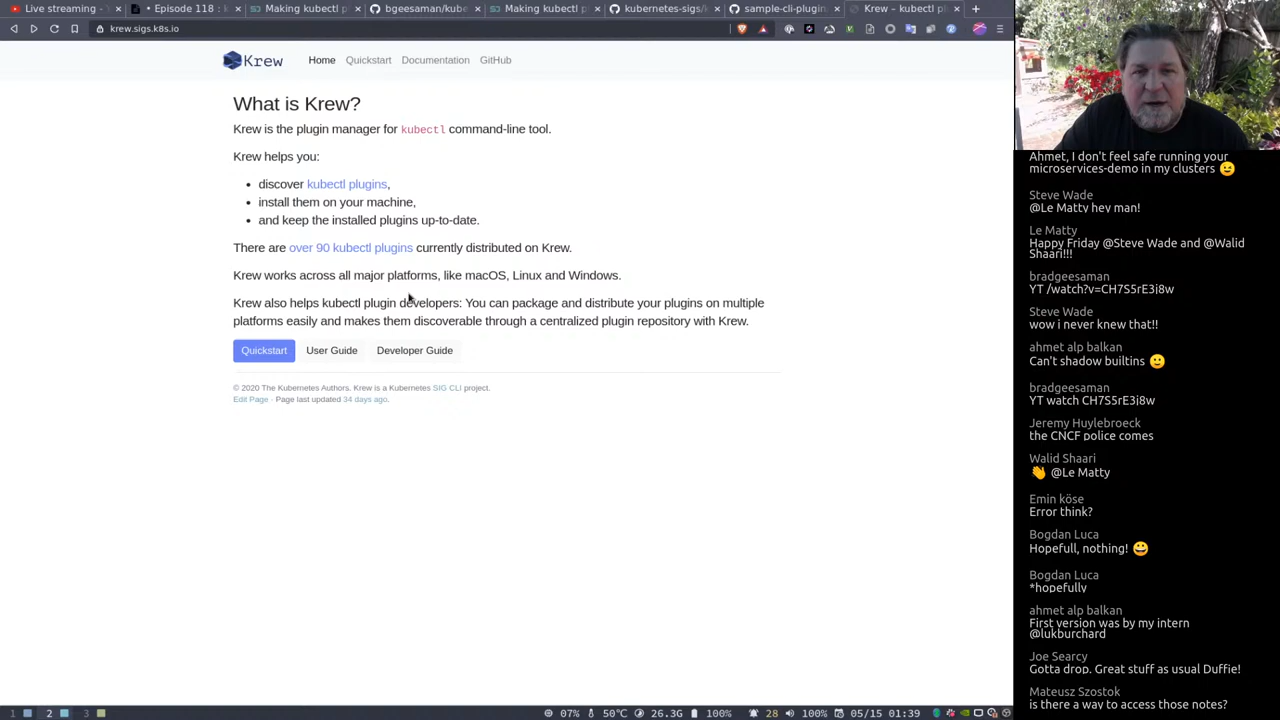 Live streaming - Y
• Episode 118 : •
Making kubectl p
bgeesaman/kube
Making kubectl p
kubernetes-sigs/k
sample-cli-plugin
Krew – kubectl pl
krew.sigs.k8s.io
Krew
Home
Quickstart
Documentation
GitHub
What is Krew?
Krew is the plugin manager for kubectl command-line tool.
Krew helps you:
• discover kubectl plugins,
• install them on your machine,
• and keep the installed plugins up-to-date.
There are over 90 kubectl plugins currently distributed on Krew.
Krew works across all major platforms, like macOS, Linux and Windows.
Krew also helps kubectl plugin developers: You can package and distribute your plugins on multiple
platforms easily and makes them discoverable through a centralized plugin repository with Krew.
Quickstart
User Guide
Developer Guide
© 2020 The Kubernetes Authors. Krew is a Kubernetes SIG CLI project.
Edit Page · Page last updated 34 days ago.
Ahmet, I don't feel safe running your
microservices-demo in my clusters 😉
Steve Wade
@Le Matty hey man!
Le Matty
Happy Friday @Steve Wade and @Walid
Shaari!!!
bradgeesaman
YT /watch?v=CH7S5rE3j8w
Steve Wade
wow i never knew that!!
ahmet alp balkan
Can't shadow builtins 🙂
bradgeesaman
YT watch CH7S5rE3j8w
Jeremy Huylebroeck
the CNCF police comes
Walid Shaari
👋 @Le Matty
Emin köse
Error think?
Bogdan Luca
Hopefull, nothing! 😀
Bogdan Luca
*hopefully
ahmet alp balkan
First version was by my intern
@lukburchard
Joe Searcy
Gotta drop. Great stuff as usual Duffie!
Mateusz Szostok
is there a way to access those notes?
1 2 3
07% 50°C 26.3G 100% 28 100% 05/15 01:39